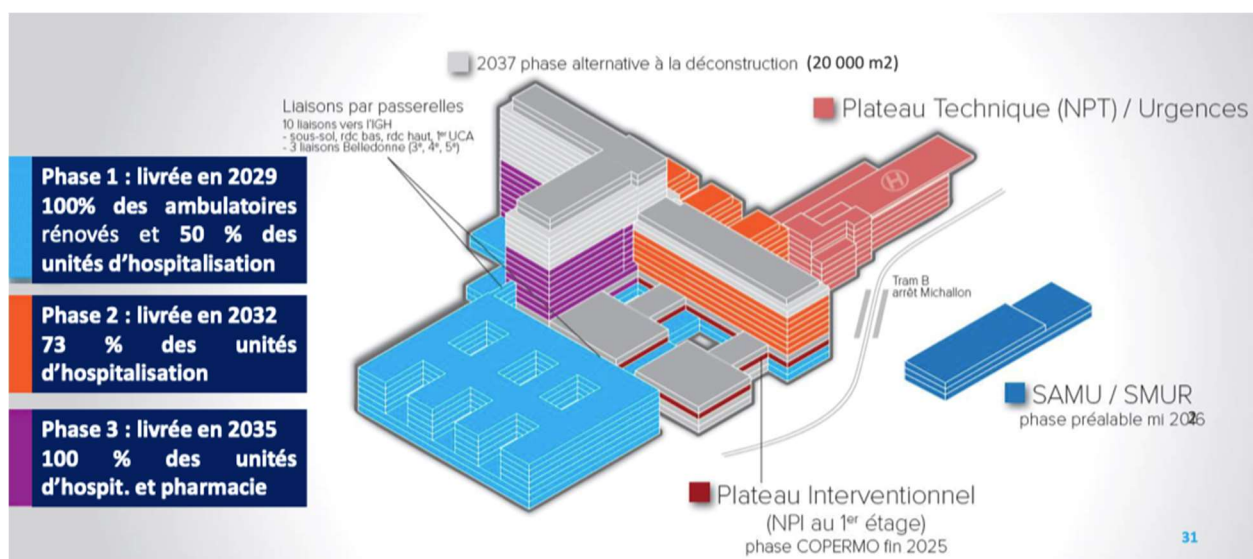 2037 phase alternative à la déconstruction (20 000 m2)
Liaisons par passerelles
10 liaisons vers l'IGH
- sous-sol, rdc bas, rdc haut, 1er UCA
- 3 liaisons Belledonne (3e, 4e, 5e)
Plateau Technique (NPT) / Urgences
H
Phase 1 : livrée en 2029
100% des ambulatoires
rénovés et 50 % des
unités d'hospitalisation
Phase 2 : livrée en 2032
73 % des unités
d'hospitalisation
Phase 3 : livrée en 2035
100 % des unités
d'hospit. et pharmacie
Tram B
arrêt Michallon
SAMU / SMUR
phase préalable mi
Plateau Interventionnel
(NPI au 1er étage)
phase COPERMO fin 2025
31